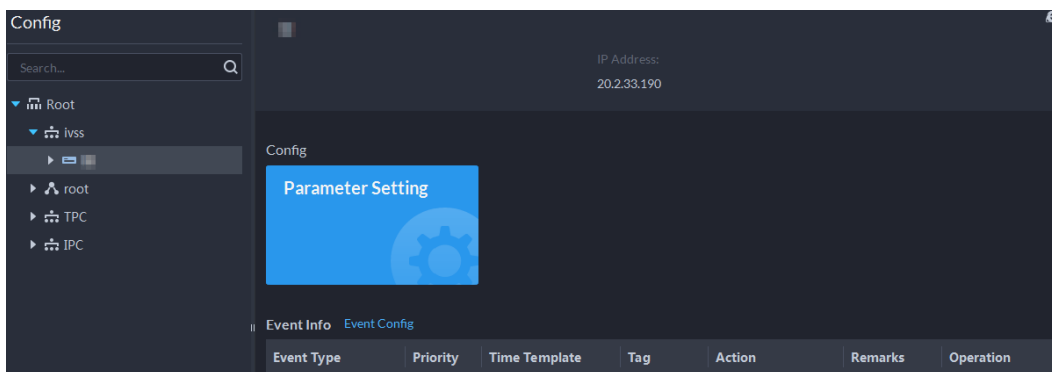 Config
Search...
Root
ivss
root
TPC
IPC
IP Address:
20.2.33.190
Config
Parameter Setting
Event Info Event Config
Event Type Priority Time Template Tag Action Remarks Operation